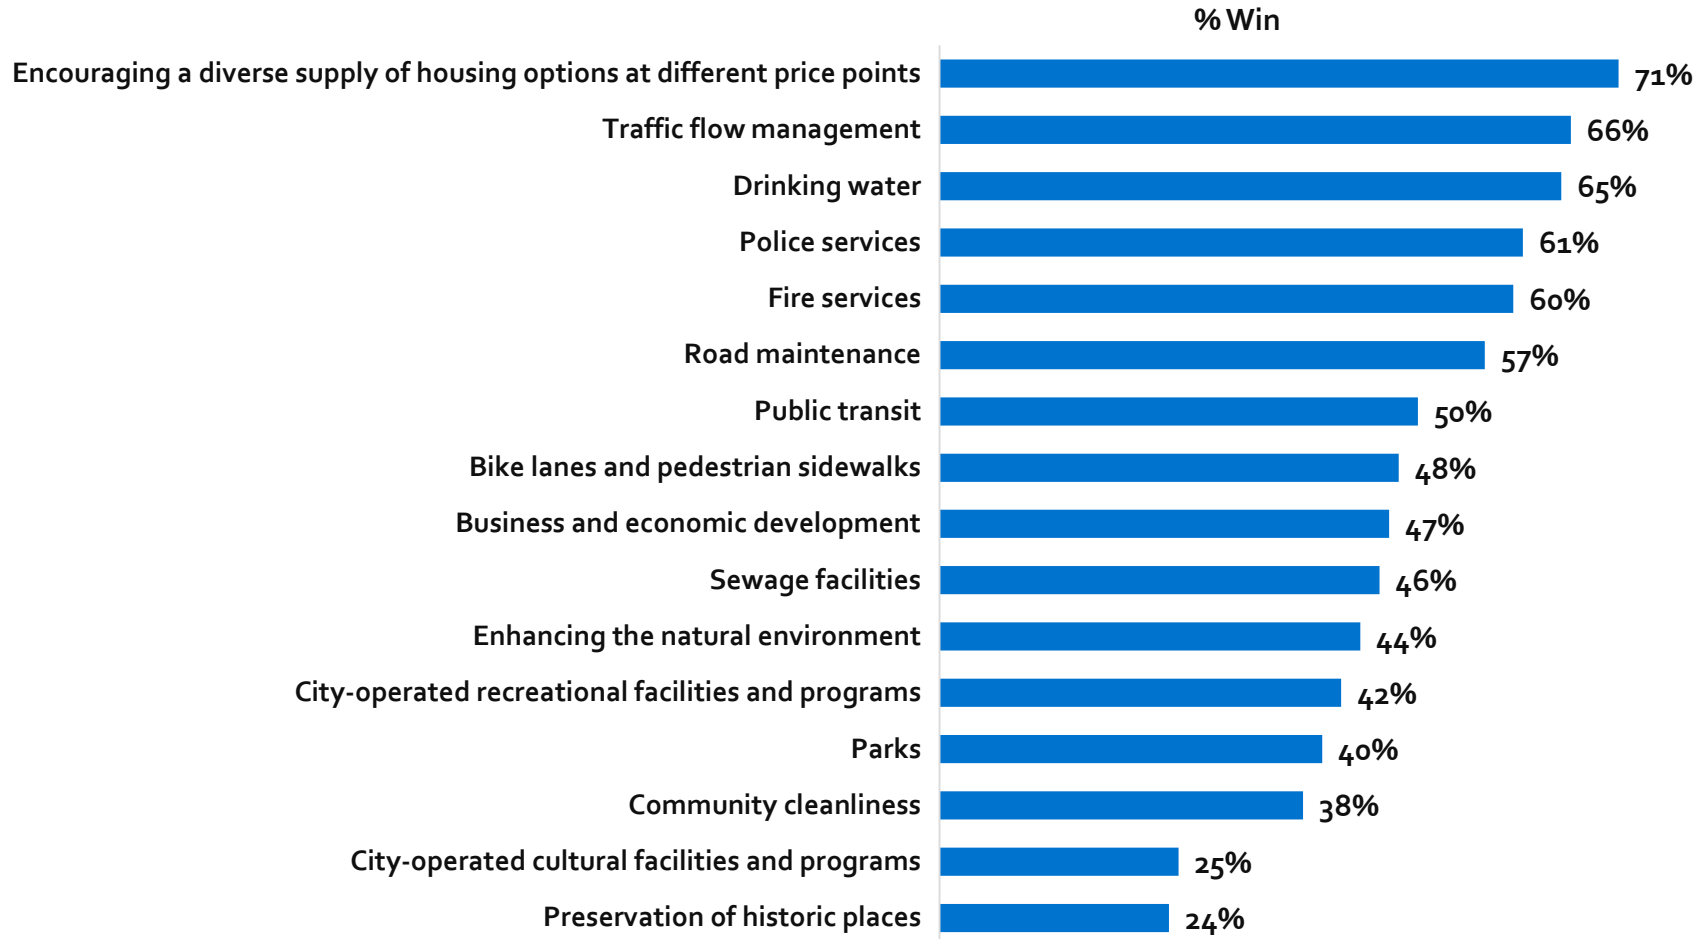 % Win
Encouraging a diverse supply of housing options at different price points 71%
Traffic flow management 66%
Drinking water 65%
Police services 61%
Fire services 60%
Road maintenance 57%
Public transit 50%
Bike lanes and pedestrian sidewalks 48%
Business and economic development 47%
Sewage facilities 46%
Enhancing the natural environment 44%
City-operated recreational facilities and programs 42%
Parks 40%
Community cleanliness 38%
City-operated cultural facilities and programs 25%
Preservation of historic places 24%